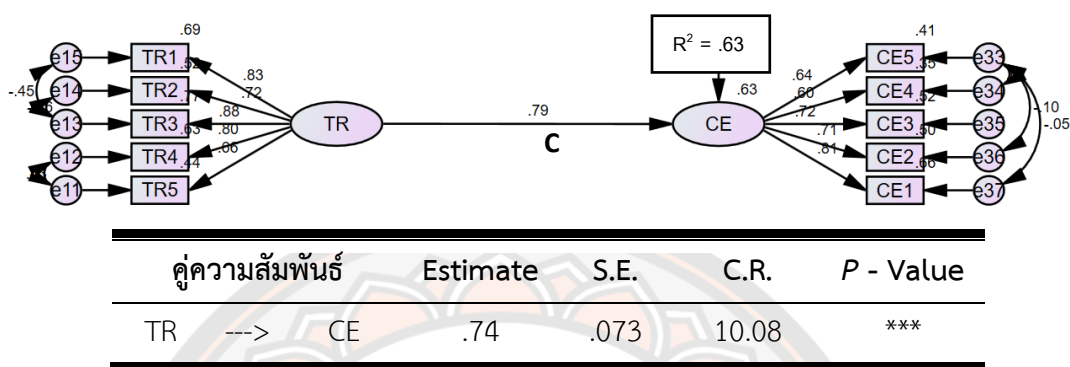 .69
.41
R² = .63
e15 TR1 .83 .64 CE5 e33
.72 .63 .60
-.45 e14 TR2 CE4 .52 e34
.88 .79 .72 -.05
e13 TR3 .63 TR CE CE3 .50 e35
.80 C .71
e12 TR4 .44 CE2 .66 e36
.66 .81
e11 TR5 CE1 e37
คู่ความสัมพันธ์ Estimate S.E. C.R. P - Value
TR ---> CE .74 .073 10.08 ***